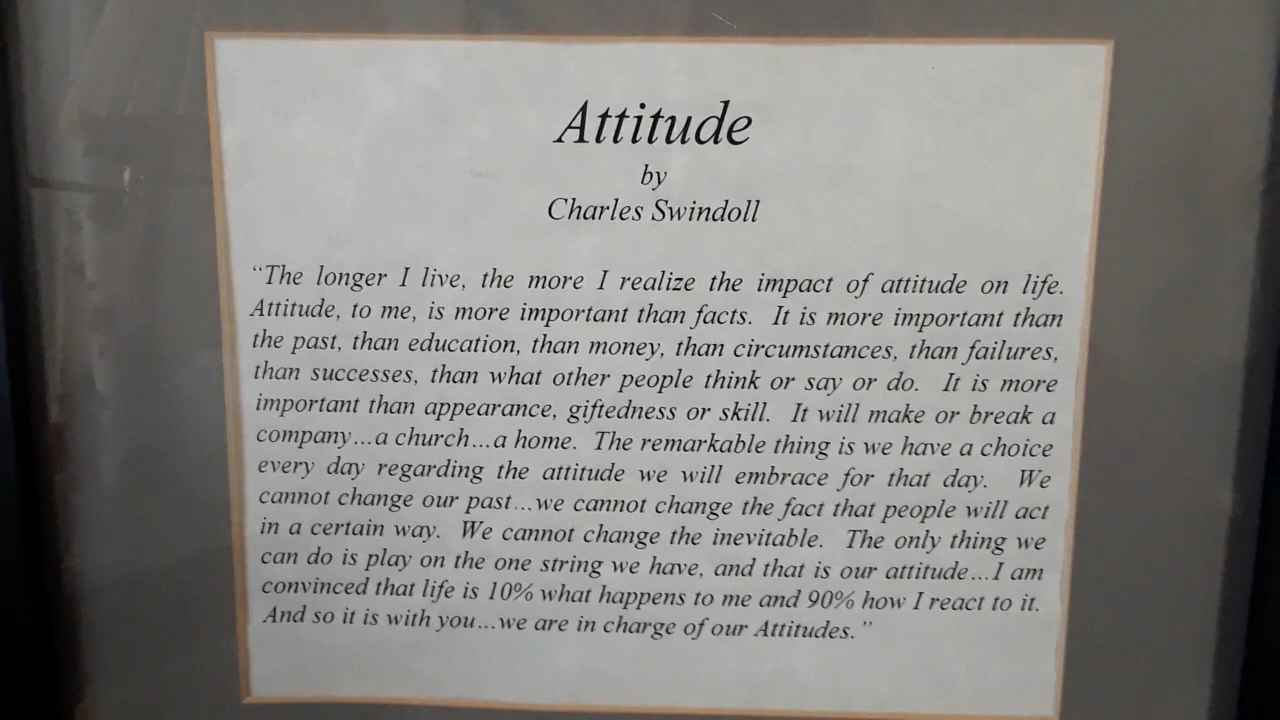 Attitude
by
Charles Swindoll
“The longer I live, the more I realize the impact of attitude on life.
Attitude, to me, is more important than facts. It is more important than
the past, than education, than money, than circumstances, than failures,
than successes, than what other people think or say or do. It is more
important than appearance, giftedness or skill. It will make or break a
company...a church...a home. The remarkable thing is we have a choice
every day regarding the attitude we will embrace for that day. We
cannot change our past...we cannot change the fact that people will act
in a certain way. We cannot change the inevitable. The only thing we
can do is play on the one string we have, and that is our attitude...I am
convinced that life is 10% what happens to me and 90% how I react to it.
And so it is with you...we are in charge of our Attitudes.”